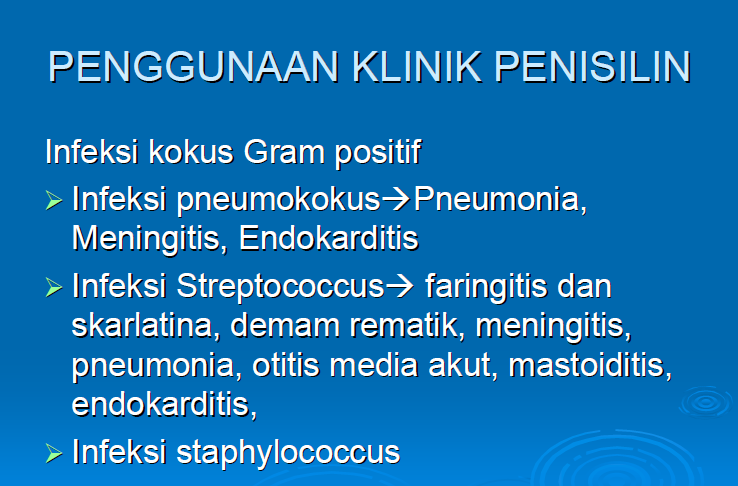 PENGGUNAAN KLINIK PENISILIN
Infeksi kokus Gram positif
➢ Infeksi pneumokokus→Pneumonia,
Meningitis, Endokarditis
➢ Infeksi Streptococcus→ faringitis dan
skarlatina, demam rematik, meningitis,
pneumonia, otitis media akut, mastoiditis,
endokarditis,
➢ Infeksi staphylococcus